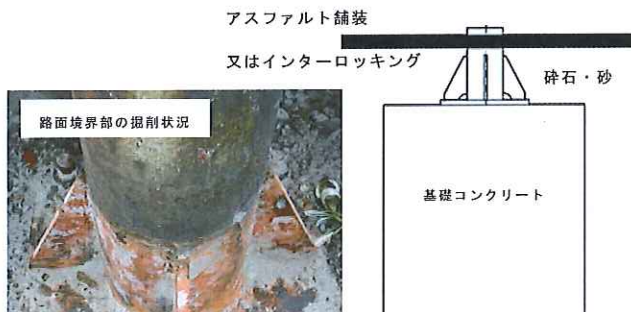 アスファルト舗装
又はインターロッキング
砕石・砂
路面境界部の掘削状況
基礎コンクリート